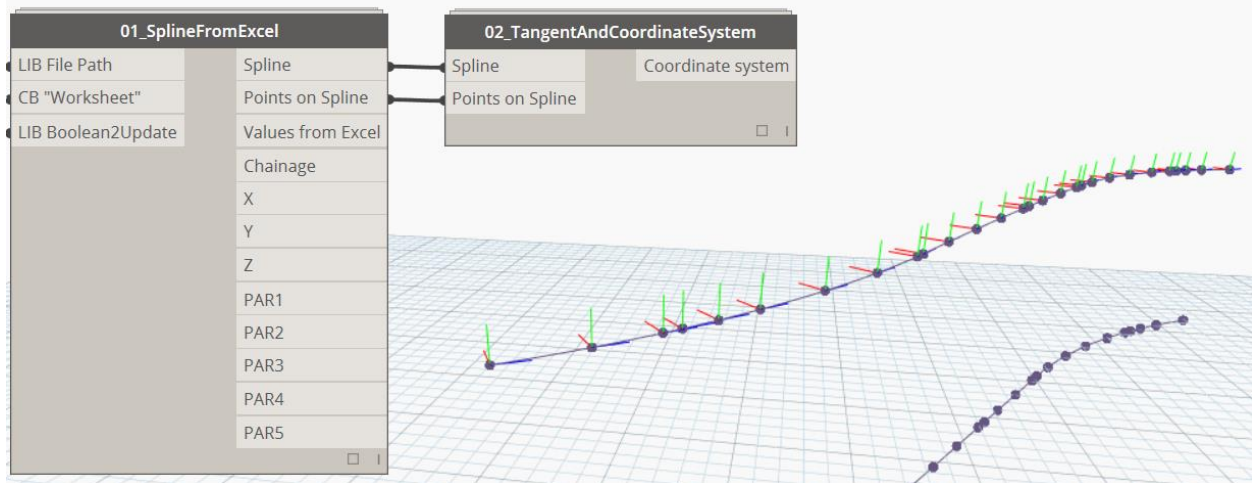 01_SplineFromExcel
LIB File Path
CB "Worksheet"
LIB Boolean2Update
Spline
Points on Spline
Values from Excel
Chainage
X
Y
Z
PAR1
PAR2
PAR3
PAR4
PAR5
02_TangentAndCoordinateSystem
Spline
Points on Spline
Coordinate system